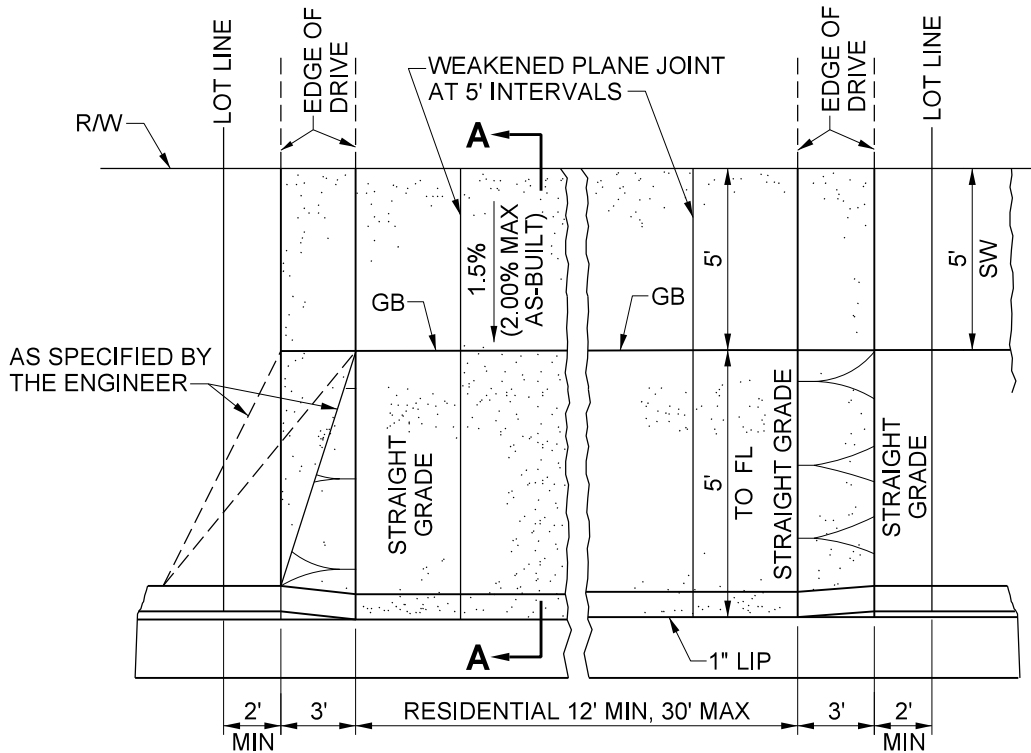 LOT LINE
EDGE OF
DRIVE
WEAKENED PLANE JOINT
AT 5' INTERVALS
EDGE OF
DRIVE
LOT LINE
R/W
A
1.5%
(2.00% MAX
AS-BUILT)
5'
5'
SW
GB
GB
AS SPECIFIED BY
THE ENGINEER
STRAIGHT
GRADE
5'
TO FL
STRAIGHT GRADE
STRAIGHT
GRADE
A
1" LIP
2'
MIN
3'
RESIDENTIAL 12' MIN, 30' MAX
3'
2'
MIN